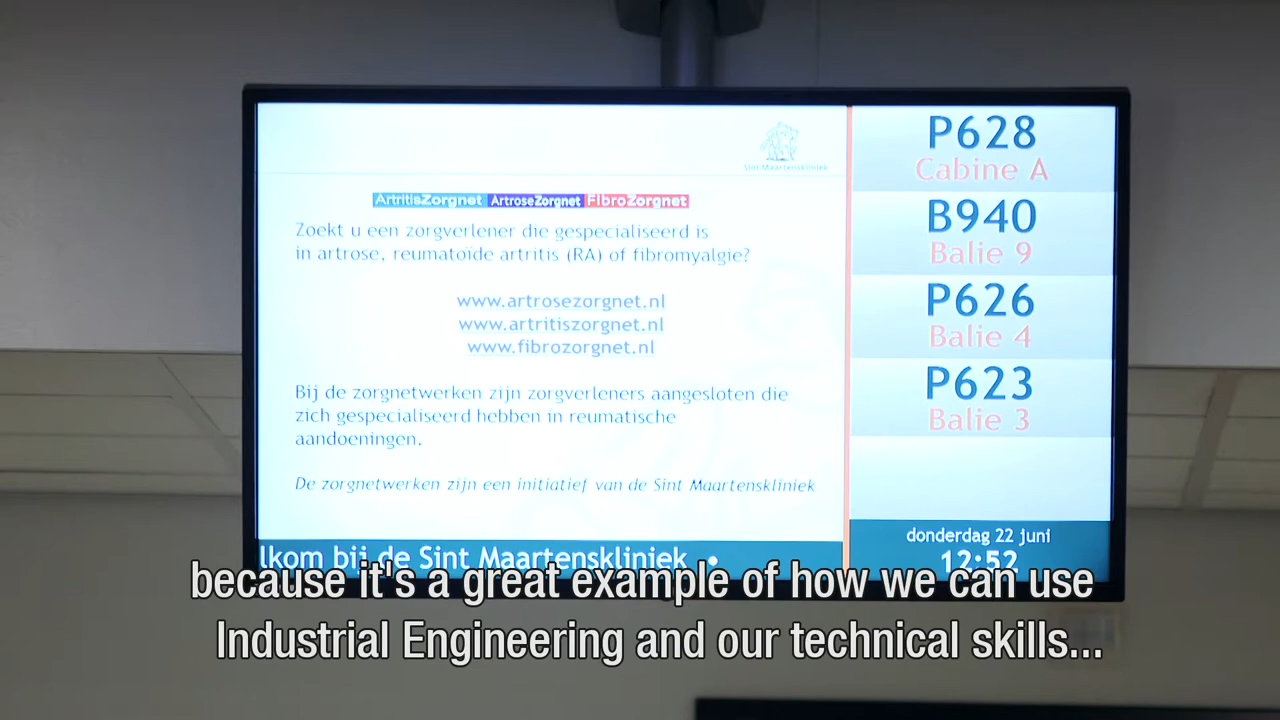 Sint Maartenskliniek
ArtritisZorgnet ArtroseZorgnet FibroZorgnet
Zoekt u een zorgverlener die gespecialiseerd is
in artrose, reumatoïde artritis (RA) of fibromyalgie?
www.artrosezorgnet.nl
www.artritiszorgnet.nl
www.fibrozorgnet.nl
Bij de zorgnetwerken zijn zorgverleners aangesloten die
zich gespecialiseerd hebben in reumatische
aandoeningen.
De zorgnetwerken zijn een initiatief van de Sint Maartenskliniek
lkom bij de Sint Maartenskliniek •
P628
Cabine A
B940
Balie 9
P626
Balie 4
P623
Balie 3
donderdag 22 juni
12:52
because it's a great example of how we can use
Industrial Engineering and our technical skills...